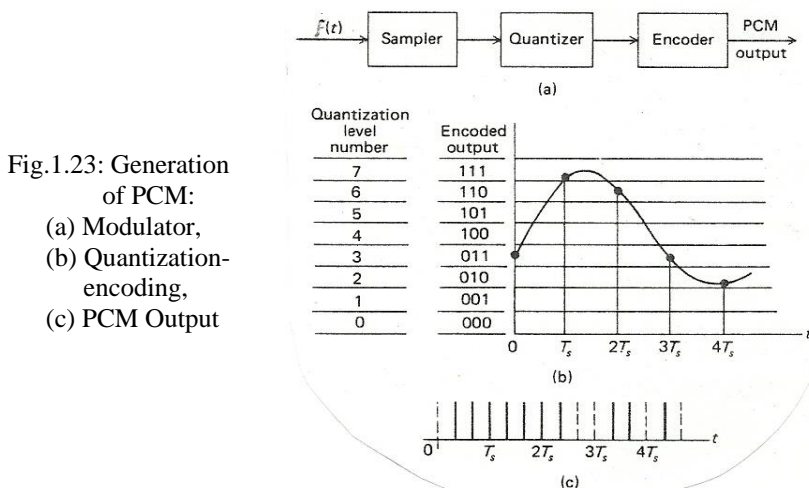 f(t)
Sampler
Quantizer
Encoder
PCM
output
(a)
Fig.1.23: Generation
of PCM:
(a) Modulator,
(b) Quantization-
encoding,
(c) PCM Output
Quantization
level
number
Encoded
output
7 111
6 110
5 101
4 100
3 011
2 010
1 001
0 000
0 Ts 2Ts 3Ts 4Ts t
(b)
0 Ts 2Ts 3Ts 4Ts t
(c)